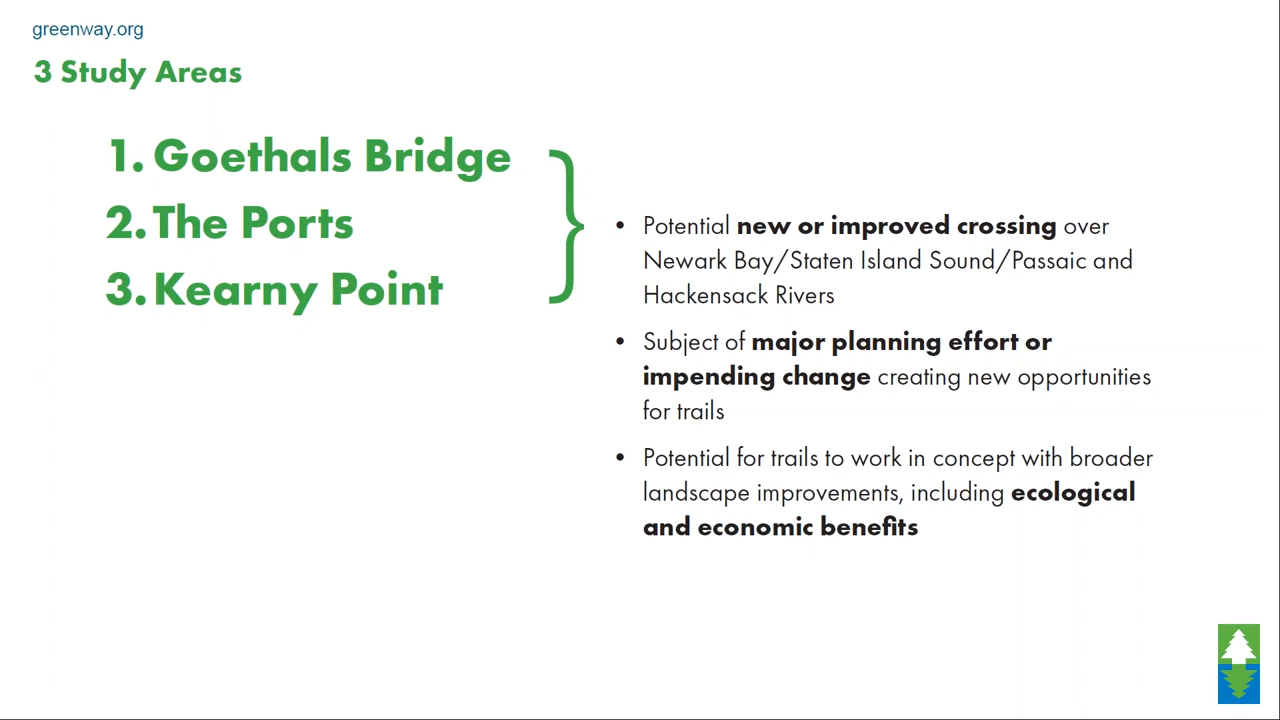 greenway.org
3 Study Areas
1. Goethals Bridge
2. The Ports
3. Kearny Point
• Potential new or improved crossing over
Newark Bay/Staten Island Sound/Passaic and
Hackensack Rivers
• Subject of major planning effort or
impending change creating new opportunities
for trails
• Potential for trails to work in concept with broader
landscape improvements, including ecological
and economic benefits